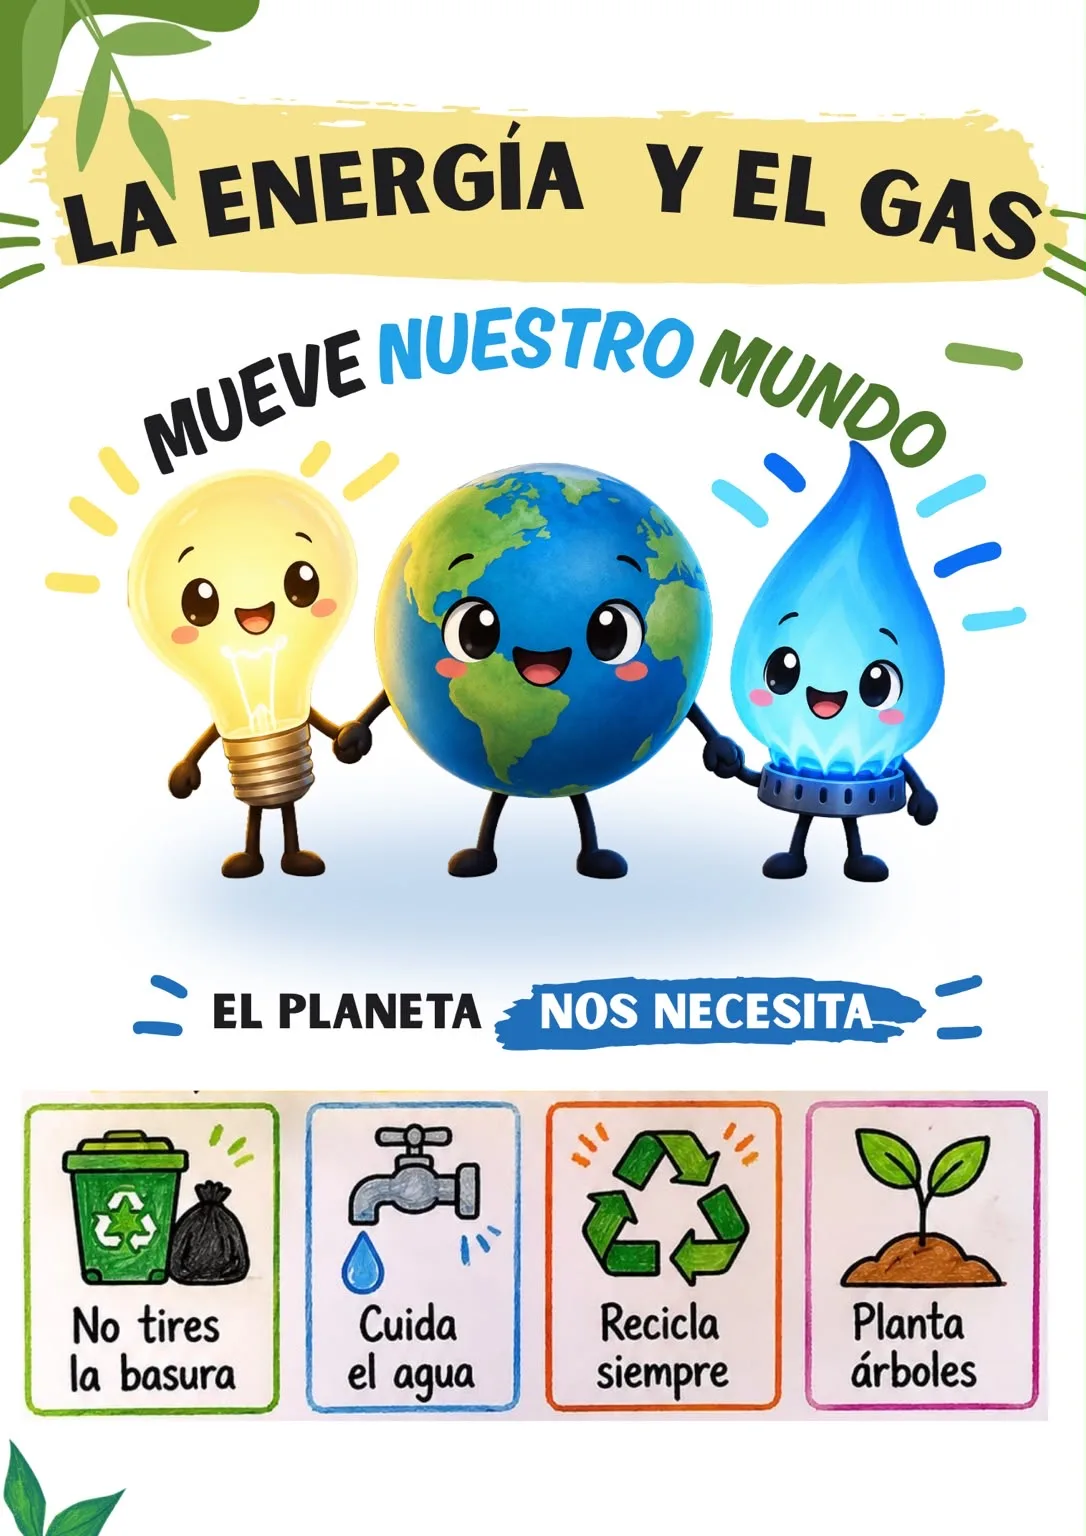 LA ENERGÍA Y EL GAS
MUEVE NUESTRO MUNDO
EL PLANETA NOS NECESITA
No tires
la basura
Cuida
el agua
Recicla
siempre
Planta
árboles